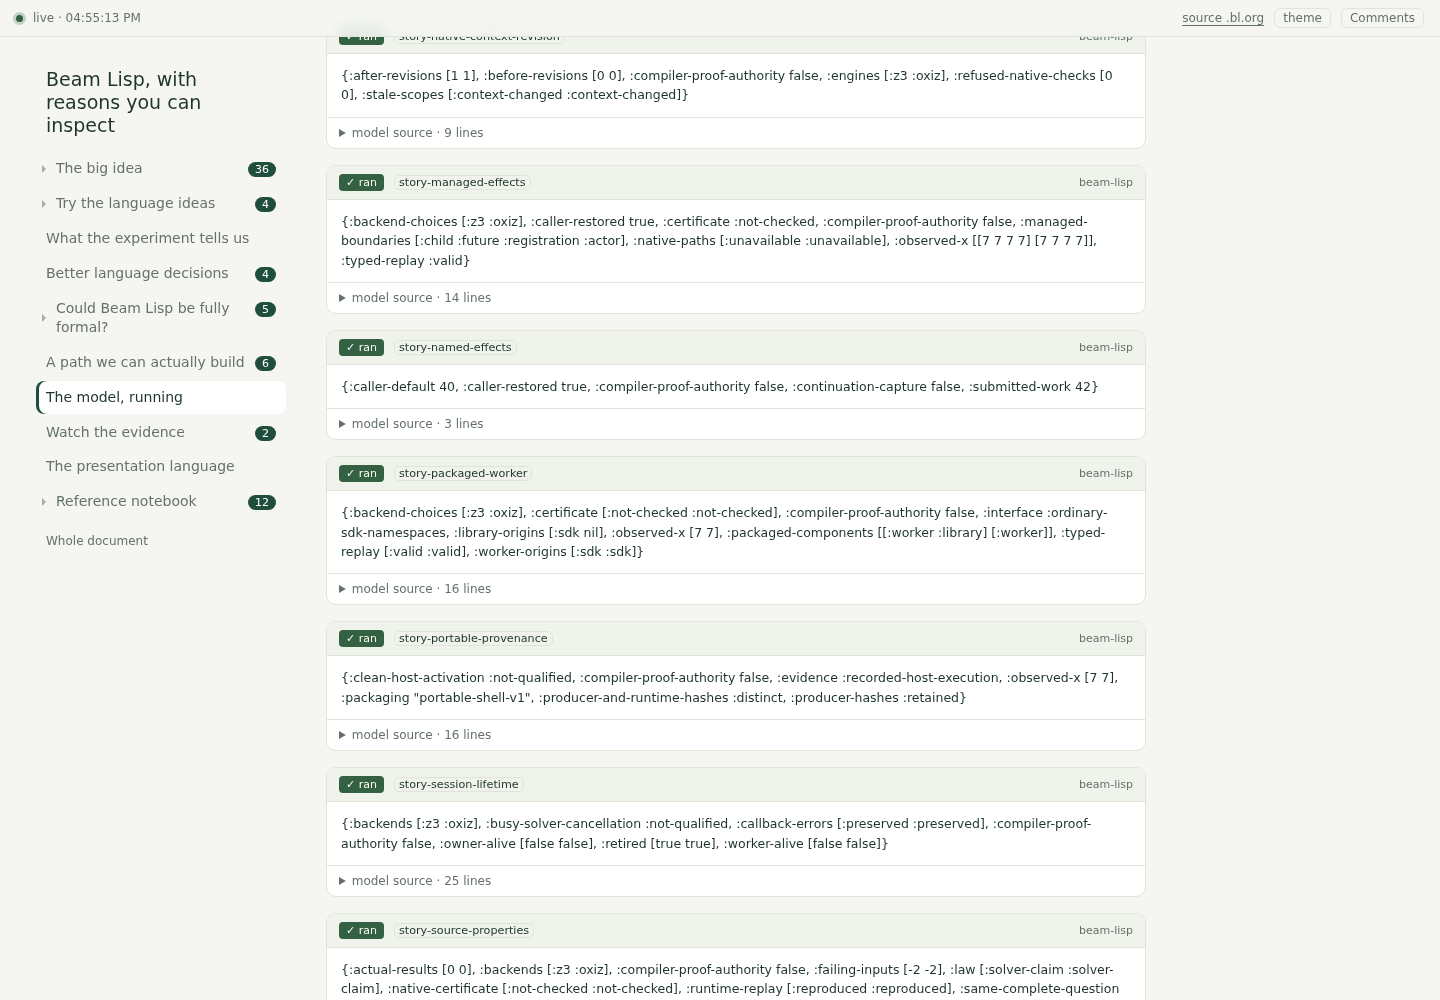 live · 04:55:13 PM
source .bl.org
theme
Comments
Beam Lisp, with
reasons you can
inspect
The big idea 36
Try the language ideas 4
What the experiment tells us
Better language decisions 4
Could Beam Lisp be fully 5
formal?
A path we can actually build 6
The model, running
Watch the evidence 2
The presentation language
Reference notebook 12
Whole document
✓ ran story-native-context-revision beam-lisp
{:after-revisions [1 1], :before-revisions [0 0], :compiler-proof-authority false, :engines [:z3 :oxiz], :refused-native-checks [0
0], :stale-scopes [:context-changed :context-changed]}
model source · 9 lines
✓ ran story-managed-effects beam-lisp
{:backend-choices [:z3 :oxiz], :caller-restored true, :certificate :not-checked, :compiler-proof-authority false, :managed-
boundaries [:child :future :registration :actor], :native-paths [:unavailable :unavailable], :observed-x [[7 7 7 7] [7 7 7 7]],
:typed-replay :valid}
model source · 14 lines
✓ ran story-named-effects beam-lisp
{:caller-default 40, :caller-restored true, :compiler-proof-authority false, :continuation-capture false, :submitted-work 42}
model source · 3 lines
✓ ran story-packaged-worker beam-lisp
{:backend-choices [:z3 :oxiz], :certificate [:not-checked :not-checked], :compiler-proof-authority false, :interface :ordinary-
sdk-namespaces, :library-origins [:sdk nil], :observed-x [7 7], :packaged-components [[:worker :library] [:worker]], :typed-
replay [:valid :valid], :worker-origins [:sdk :sdk]}
model source · 16 lines
✓ ran story-portable-provenance beam-lisp
{:clean-host-activation :not-qualified, :compiler-proof-authority false, :evidence :recorded-host-execution, :observed-x [7 7],
:packaging "portable-shell-v1", :producer-and-runtime-hashes :distinct, :producer-hashes :retained}
model source · 16 lines
✓ ran story-session-lifetime beam-lisp
{:backends [:z3 :oxiz], :busy-solver-cancellation :not-qualified, :callback-errors [:preserved :preserved], :compiler-proof-
authority false, :owner-alive [false false], :retired [true true], :worker-alive [false false]}
model source · 25 lines
✓ ran story-source-properties beam-lisp
{:actual-results [0 0], :backends [:z3 :oxiz], :compiler-proof-authority false, :failing-inputs [-2 -2], :law [:solver-claim :solver-
claim], :native-certificate [:not-checked :not-checked], :runtime-replay [:reproduced :reproduced], :same-complete-question